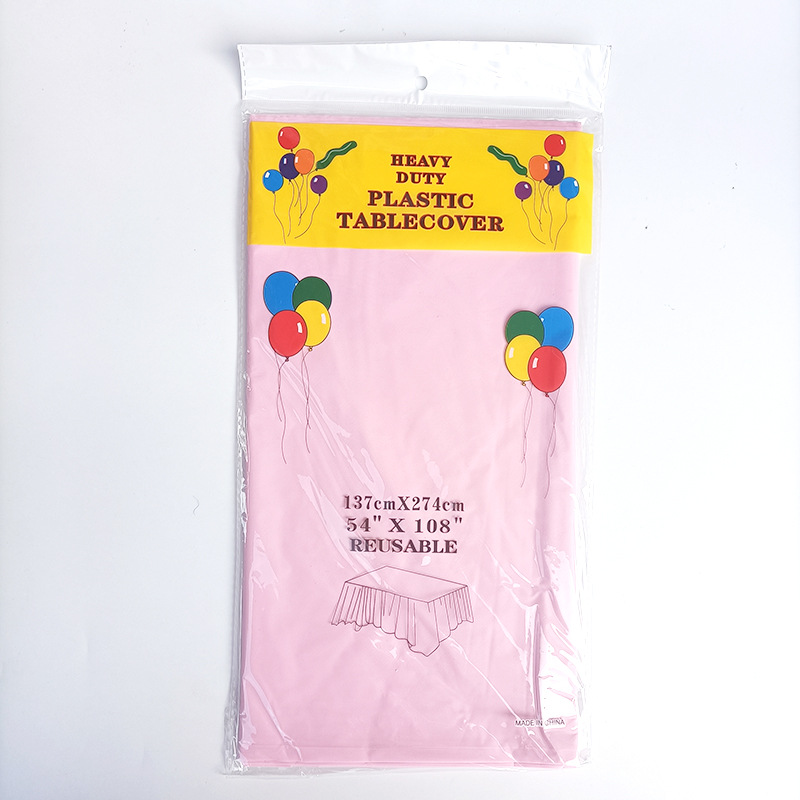 HEAVY
DUTY
PLASTIC
TABLECOVER
137cmX274cm
54" X 108"
REUSABLE
MADE IN CHINA